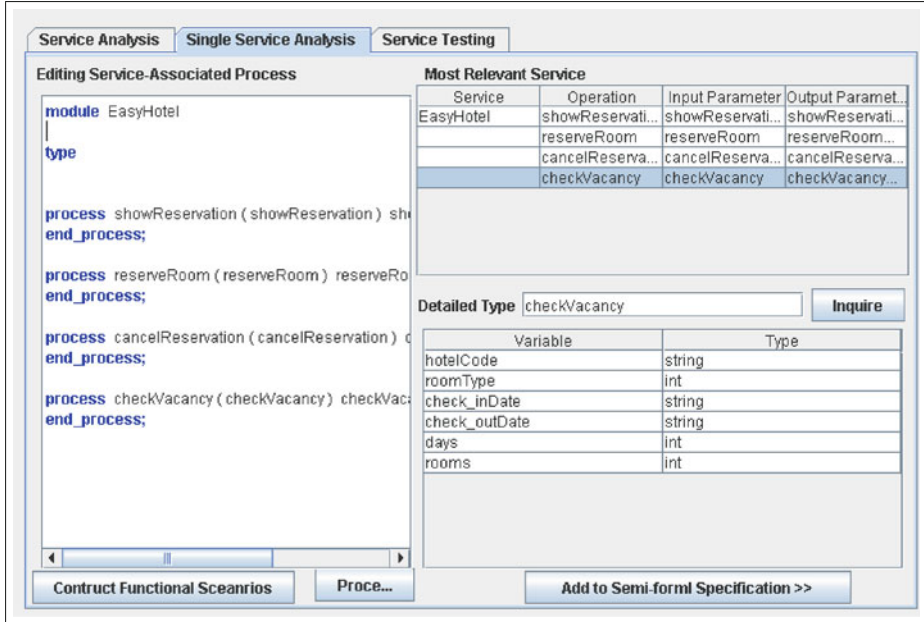 Service Analysis Single Service Analysis Service Testing
Editing Service-Associated Process
module EasyHotel
type
process showReservation ( showReservation ) sh
end_process;
process reserveRoom ( reserveRoom ) reserveRo
end_process;
process cancelReservation ( cancelReservation ) c
end_process;
process checkVacancy ( checkVacancy ) checkVac
end_process;
Contruct Functional Sceanrios Proce...
Most Relevant Service
Service Operation Input Parameter Output Paramet...
EasyHotel showReservati... showReservati... showReservati...
reserveRoom reserveRoom reserveRoom...
cancelReserva... cancelReserva... cancelReserva...
checkVacancy checkVacancy checkVacancy...
Detailed Type checkVacancy Inquire
Variable Type
hotelCode string
roomType int
check_inDate string
check_outDate string
days int
rooms int
Add to Semi-forml Specification >>